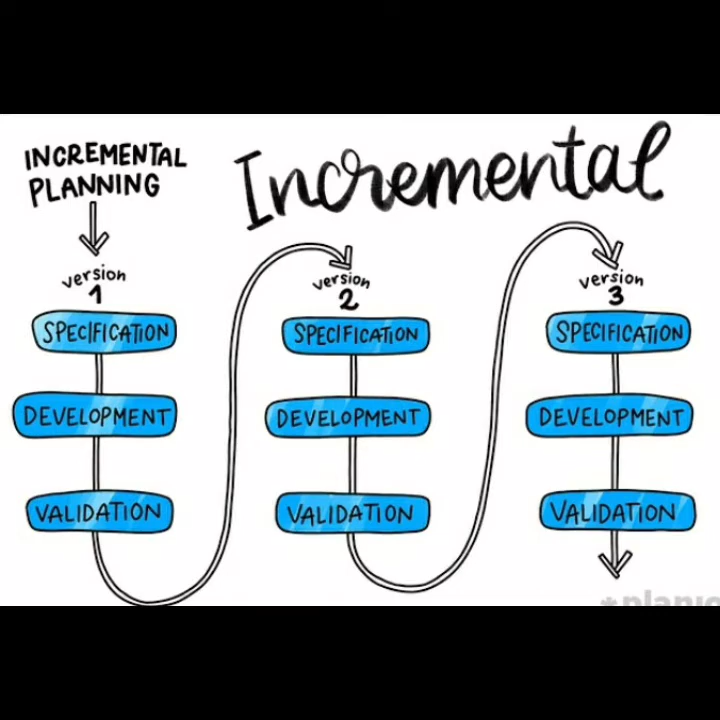 INCREMENTAL
PLANNING
Incremental
version
1
SPECIFICATION
DEVELOPMENT
VALIDATION
version
2
SPECIFICATION
DEVELOPMENT
VALIDATION
version
3
SPECIFICATION
DEVELOPMENT
VALIDATION